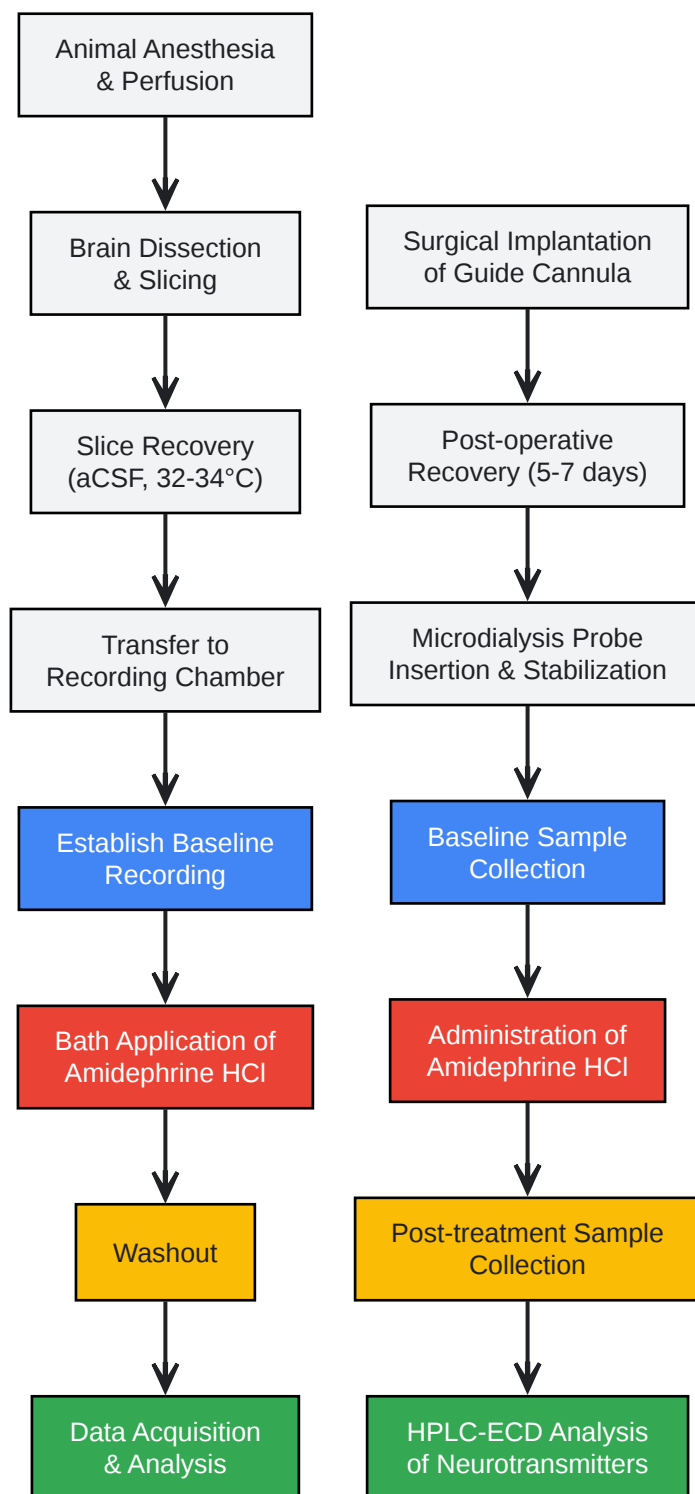 Animal Anesthesia
& Perfusion
Brain Dissection
& Slicing
Slice Recovery
(aCSF, 32-34°C)
Transfer to
Recording Chamber
Establish Baseline
Recording
Bath Application of
Amidephrine HCl
Washout
Data Acquisition
& Analysis
Surgical Implantation
of Guide Cannula
Post-operative
Recovery (5-7 days)
Microdialysis Probe
Insertion & Stabilization
Baseline Sample
Collection
Administration of
Amidephrine HCl
Post-treatment Sample
Collection
HPLC-ECD Analysis
of Neurotransmitters